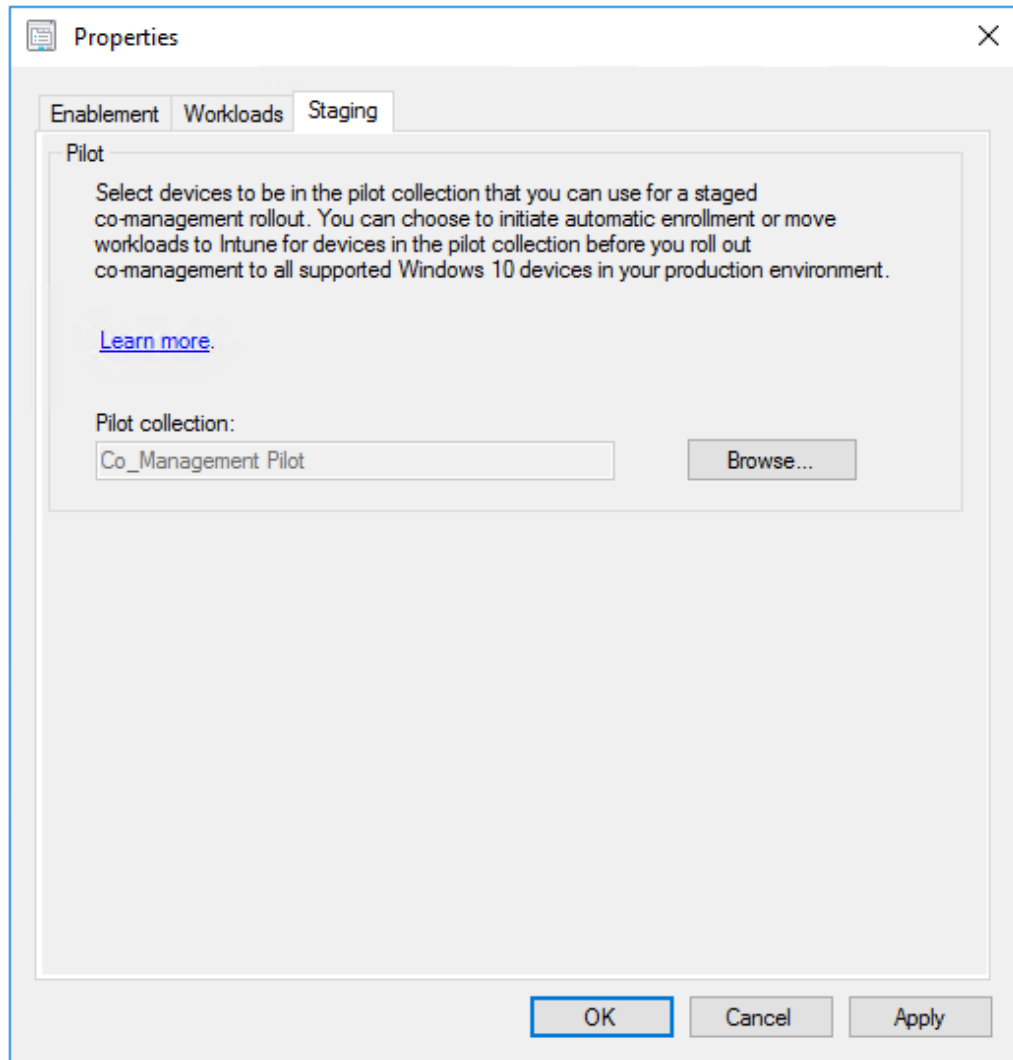 Properties
Enablement
Workloads
Staging
Pilot
Select devices to be in the pilot collection that you can use for a staged
co-management rollout. You can choose to initiate automatic enrollment or move
workloads to Intune for devices in the pilot collection before you roll out
co-management to all supported Windows 10 devices in your production environment.
Learn more.
Pilot collection:
Co_Management Pilot
Browse...
OK
Cancel
Apply